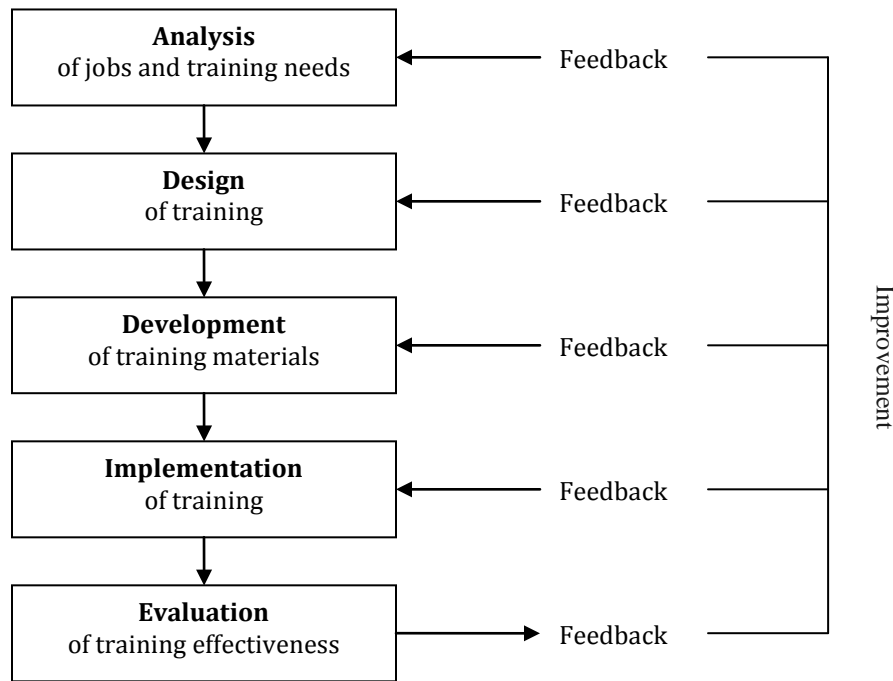 Analysis
of jobs and training needs
Feedback
Design
of training
Feedback
Development
of training materials
Feedback
Implementation
of training
Feedback
Evaluation
of training effectiveness
Feedback
Improvement